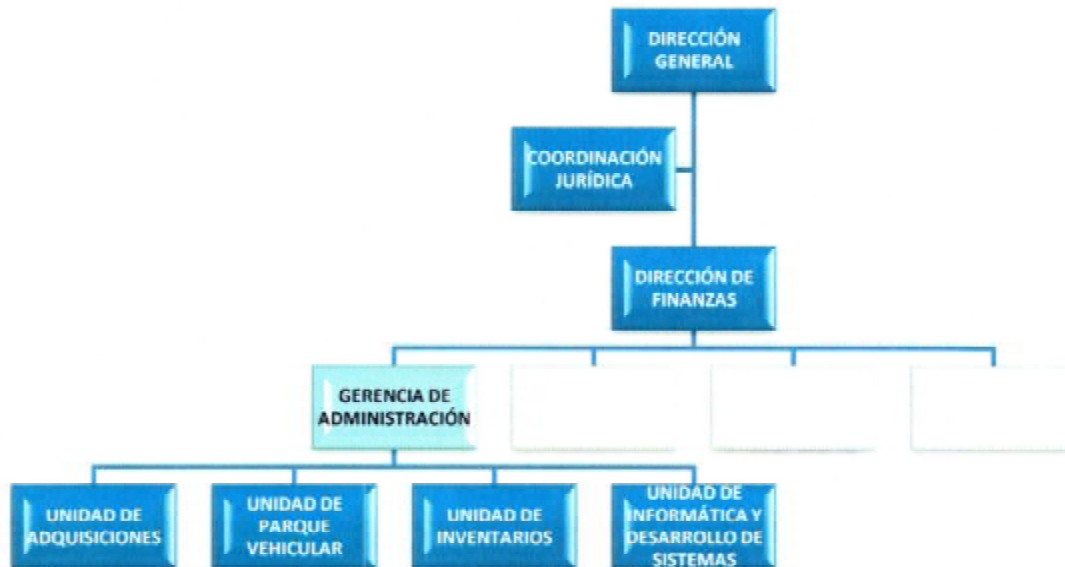 DIRECCIÓN
GENERAL
COORDINACIÓN
JURÍDICA
DIRECCIÓN DE
FINANZAS
GERENCIA DE
ADMINISTRACIÓN
UNIDAD DE
ADQUISICIONES
UNIDAD DE
PARQUE
VEHICULAR
UNIDAD DE
INVENTARIOS
UNIDAD DE
INFORMÁTICA Y
DESARROLLO DE
SISTEMAS